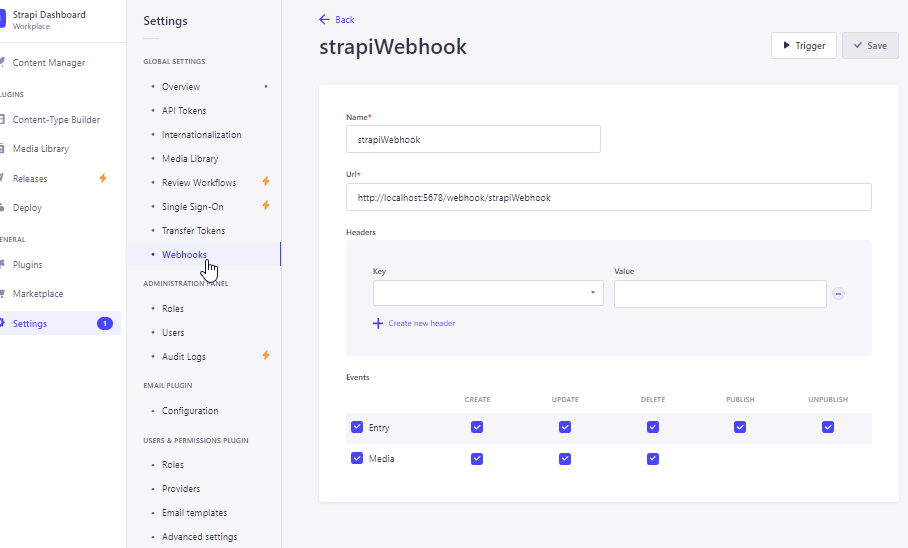 Strapi Dashboard
Workplace
Content Manager
LUGINS
Content-Type Builder
Media Library
Releases
Deploy
ENERAL
Plugins
Marketplace
Settings 1
Settings
GLOBAL SETTINGS
Overview
API Tokens
Internationalization
Media Library
Review Workflows
Single Sign-On
Transfer Tokens
Webhooks
ADMINISTRATION PANEL
Roles
Users
Audit Logs
EMAIL PLUGIN
Configuration
USERS & PERMISSIONS PLUGIN
Roles
Providers
Email templates
Advanced settings
Back
strapiWebhook
Trigger
Save
Name*
strapiWebhook
Url*
http://localhost:5678/webhook/strapiWebhook
Headers
Key Value
Create new header
Events
CREATE UPDATE DELETE PUBLISH UNPUBLISH
Entry
Media